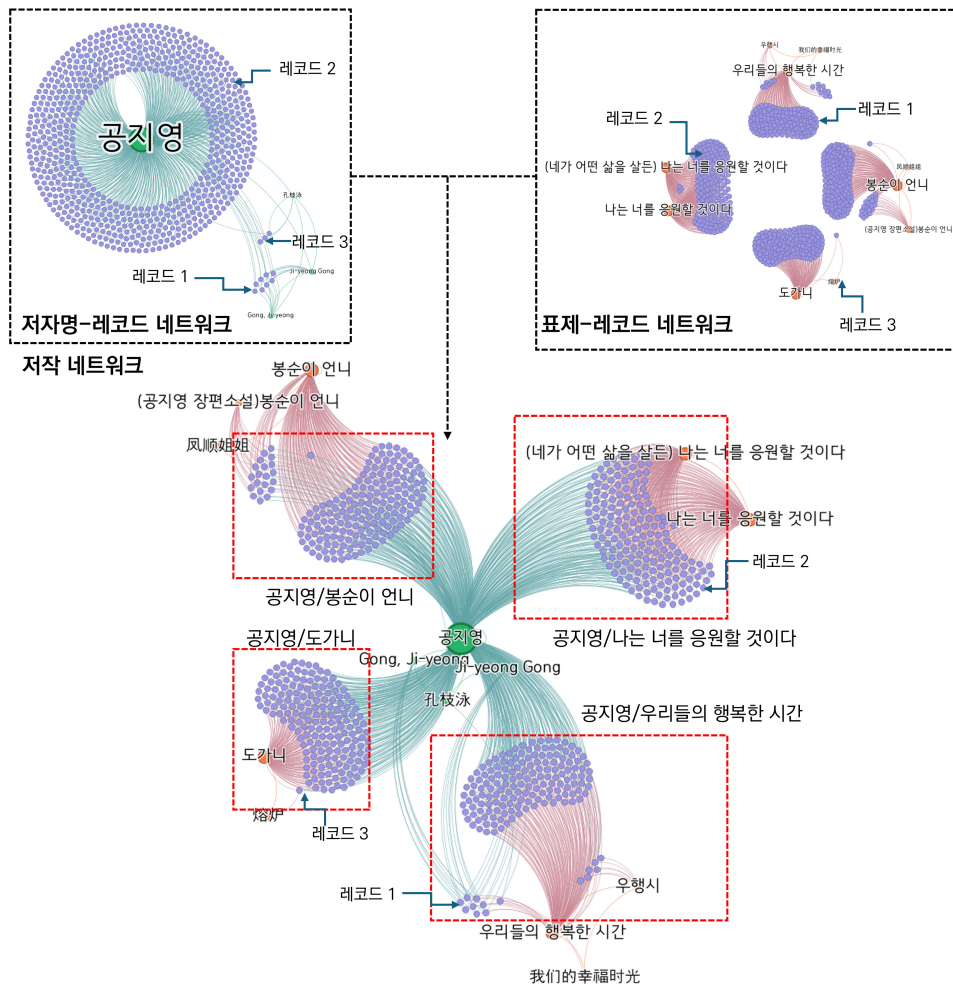 레코드 2
공지영
孔枝泳
레코드 3
Ji-yeong Gong
레코드 1
Gong, Ji-yeong
저자명-레코드 네트워크
우행시
我们的幸福时光
우리들의 행복한 시간
레코드 1
레코드 2
(네가 어떤 삶을 살든) 나는 너를 응원할 것이다
나는 너를 응원할 것이다
凤顺姐姐
봉순이 언니
(공지영 장편소설)봉순이 언니
도가니
熔炉
레코드 3
표제-레코드 네트워크
저작 네트워크
봉순이 언니
(공지영 장편소설)봉순이 언니
凤顺姐姐
(네가 어떤 삶을 살든) 나는 너를 응원할 것이다
나는 너를 응원할 것이다
레코드 2
공지영/봉순이 언니
공지영/도가니
공지영
공지영/나는 너를 응원할 것이다
Gong, Ji-yeong
Ji-yeong Gong
孔枝泳
공지영/우리들의 행복한 시간
도가니
熔炉
레코드 3
레코드 1
우행시
우리들의 행복한 시간
我们的幸福时光